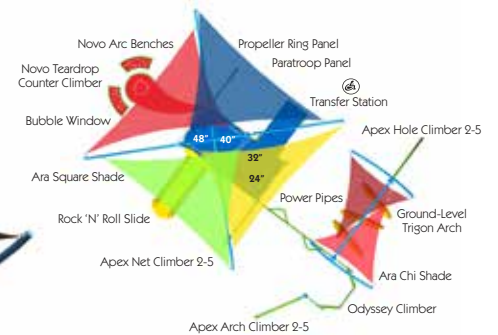 Novo Arc Benches
Propeller Ring Panel
Paratroop Panel
Novo Teardrop
Counter Climber
Transfer Station
Bubble Window
Apex Hole Climber 2-5
48"
40"
32"
24"
Ara Square Shade
Power Pipes
Rock 'N' Roll Slide
Ground-Level
Trigon Arch
Apex Net Climber 2-5
Ara Chi Shade
Odyssey Climber
Apex Arch Climber 2-5